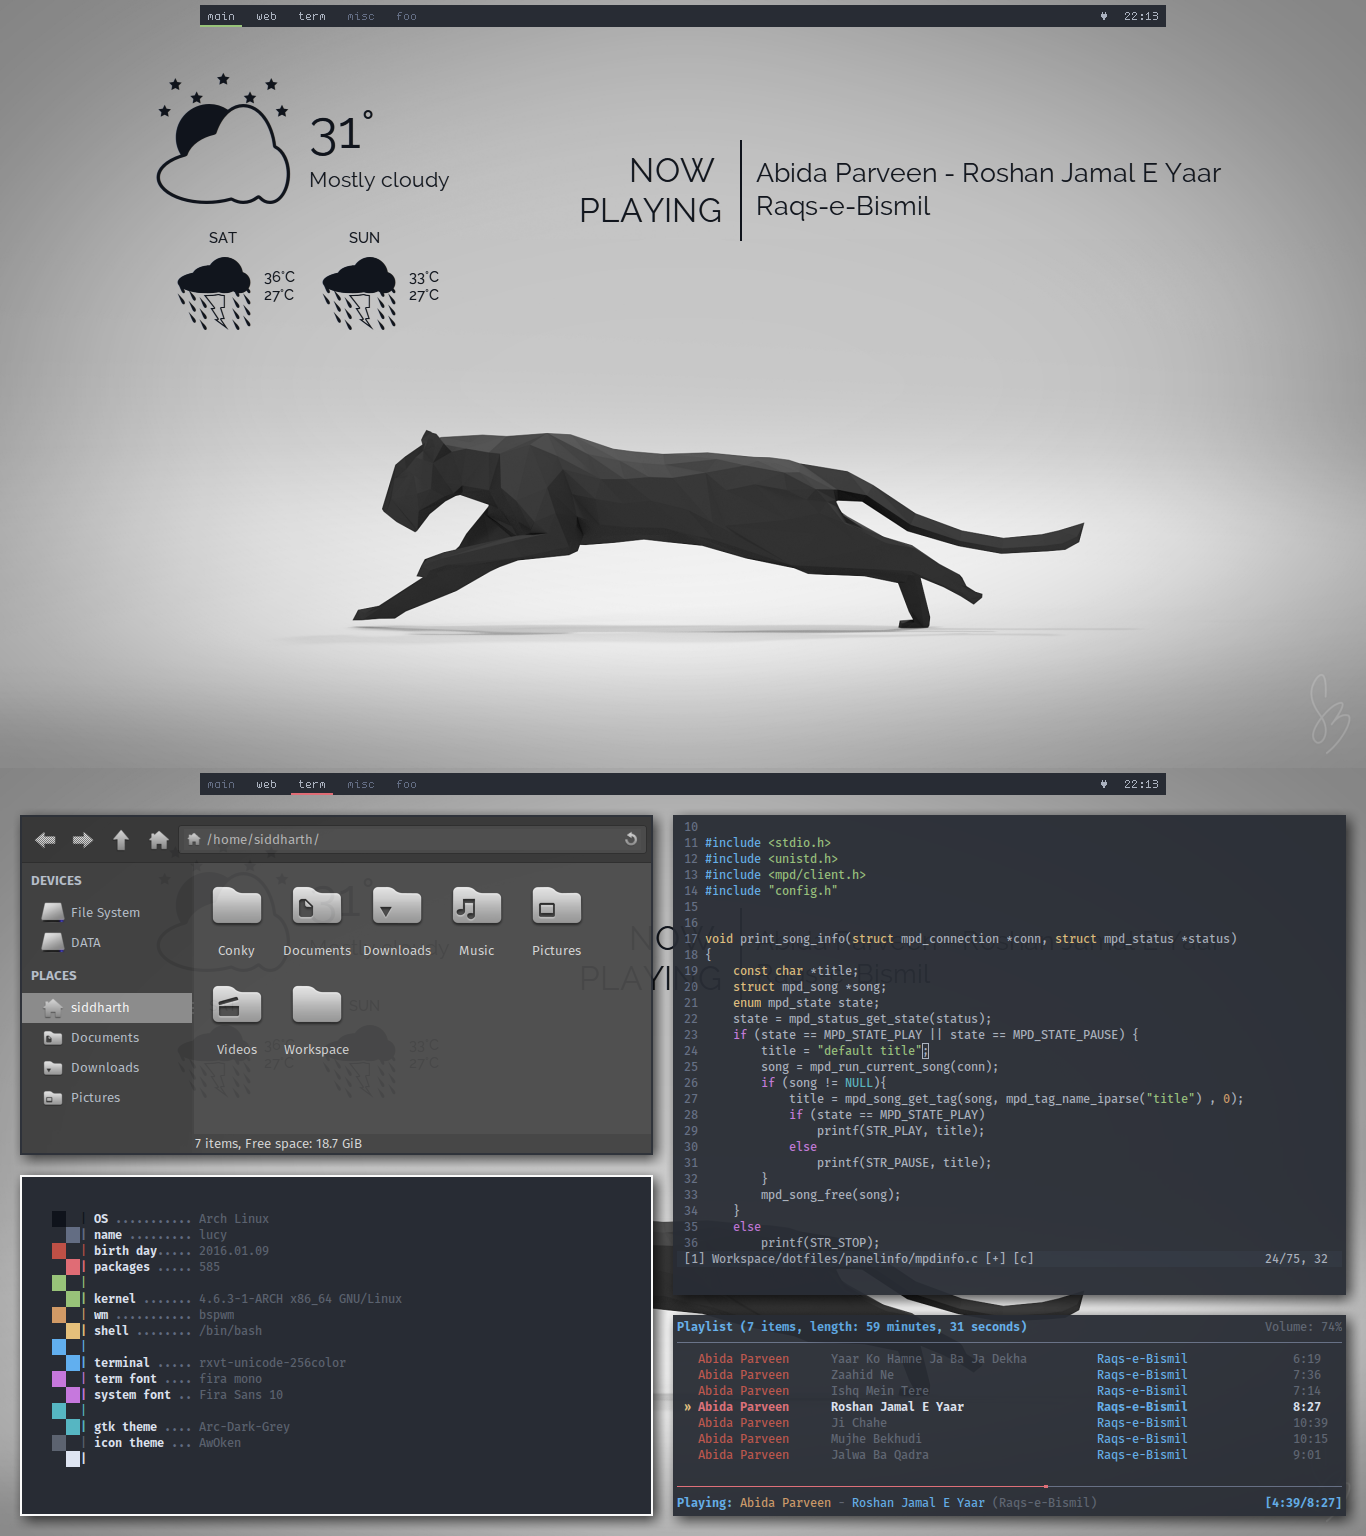 main web term misc foo 22:13
31°
Mostly cloudy
SAT SUN
36°C
27°C
33°C
27°C
NOW
PLAYING
Abida Parveen - Roshan Jamal E Yaar
Raqs-e-Bismil
main web term misc foo 22:13
/home/siddharth/
DEVICES
File System
DATA
PLACES
siddharth
Documents
Downloads
Pictures
Conky Documents Downloads Music Pictures
Videos Workspace
7 items, Free space: 18.7 GiB
10
11 #include <stdio.h>
12 #include <unistd.h>
13 #include <mpd/client.h>
14 #include "config.h"
15
16
17 void print_song_info(struct mpd_connection *conn, struct mpd_status *status)
18 {
19     const char *title;
20     struct mpd_song *song;
21     enum mpd_state state;
22     state = mpd_status_get_state(status);
23     if (state == MPD_STATE_PLAY || state == MPD_STATE_PAUSE) {
24         title = "default title";
25         song = mpd_run_current_song(conn);
26         if (song != NULL){
27             title = mpd_song_get_tag(song, mpd_tag_name_iparse("title") , 0);
28             if (state == MPD_STATE_PLAY)
29                 printf(STR_PLAY, title);
30             else
31                 printf(STR_PAUSE, title);
32         }
33         mpd_song_free(song);
34     }
35     else
36         printf(STR_STOP);
[1] Workspace/dotfiles/panelinfo/mpdinfo.c [+] [c] 24/75, 32
OS ........... Arch Linux
name ......... lucy
birth day..... 2016.01.09
packages ..... 585
kernel ....... 4.6.3-1-ARCH x86_64 GNU/Linux
wm ........... bspwm
shell ........ /bin/bash
terminal ..... rxvt-unicode-256color
term font .... fira mono
system font .. Fira Sans 10
gtk theme .... Arc-Dark-Grey
icon theme ... AwOken
Playlist (7 items, length: 59 minutes, 31 seconds) Volume: 74%
Abida Parveen Yaar Ko Hamne Ja Ba Ja Dekha Raqs-e-Bismil 6:19
Abida Parveen Zaahid Ne Raqs-e-Bismil 7:36
Abida Parveen Ishq Mein Tere Raqs-e-Bismil 7:14
» Abida Parveen Roshan Jamal E Yaar Raqs-e-Bismil 8:27
Abida Parveen Ji Chahe Raqs-e-Bismil 10:39
Abida Parveen Mujhe Bekhudi Raqs-e-Bismil 10:15
Abida Parveen Jalwa Ba Qadra Raqs-e-Bismil 9:01
Playing: Abida Parveen - Roshan Jamal E Yaar (Raqs-e-Bismil) [4:39/8:27]